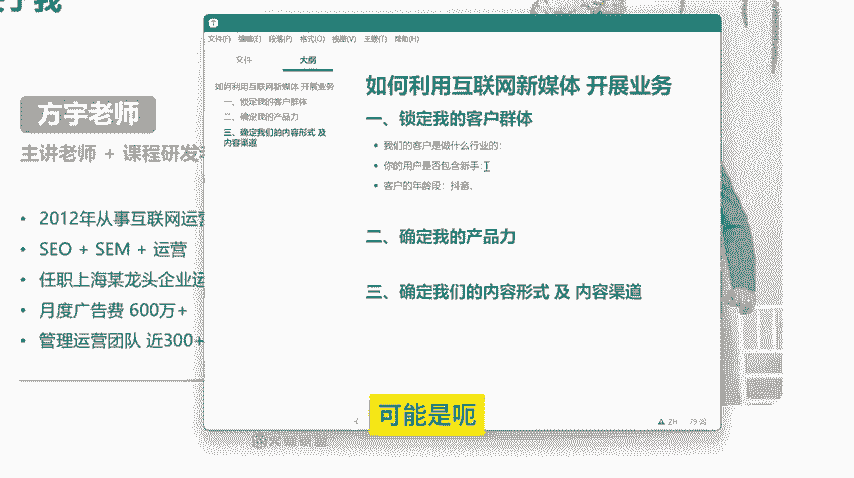 方宇老师
主讲老师 + 课程研发
• 2012年从事互联网运营
• SEO + SEM + 运营
• 任职上海某龙头企业运
• 月度广告费 600万+
• 管理运营团队 近300+
文件(F) 编辑(E) 段落(P) 格式(O) 视图(V) 主题(T) 帮助(H)
文件 大纲
如何利用互联网新媒体 开展业务
一、锁定我的客户群体
二、确定我的产品力
三、确定我们的内容形式 及
内容渠道
如何利用互联网新媒体 开展业务
一、锁定我的客户群体
• 我们的客户是做什么行业的:
• 你的用户是否包含新手:
• 客户的年龄段：抖音、
二、确定我的产品力
三、确定我们的内容形式 及 内容渠道
ZH
可能是呃